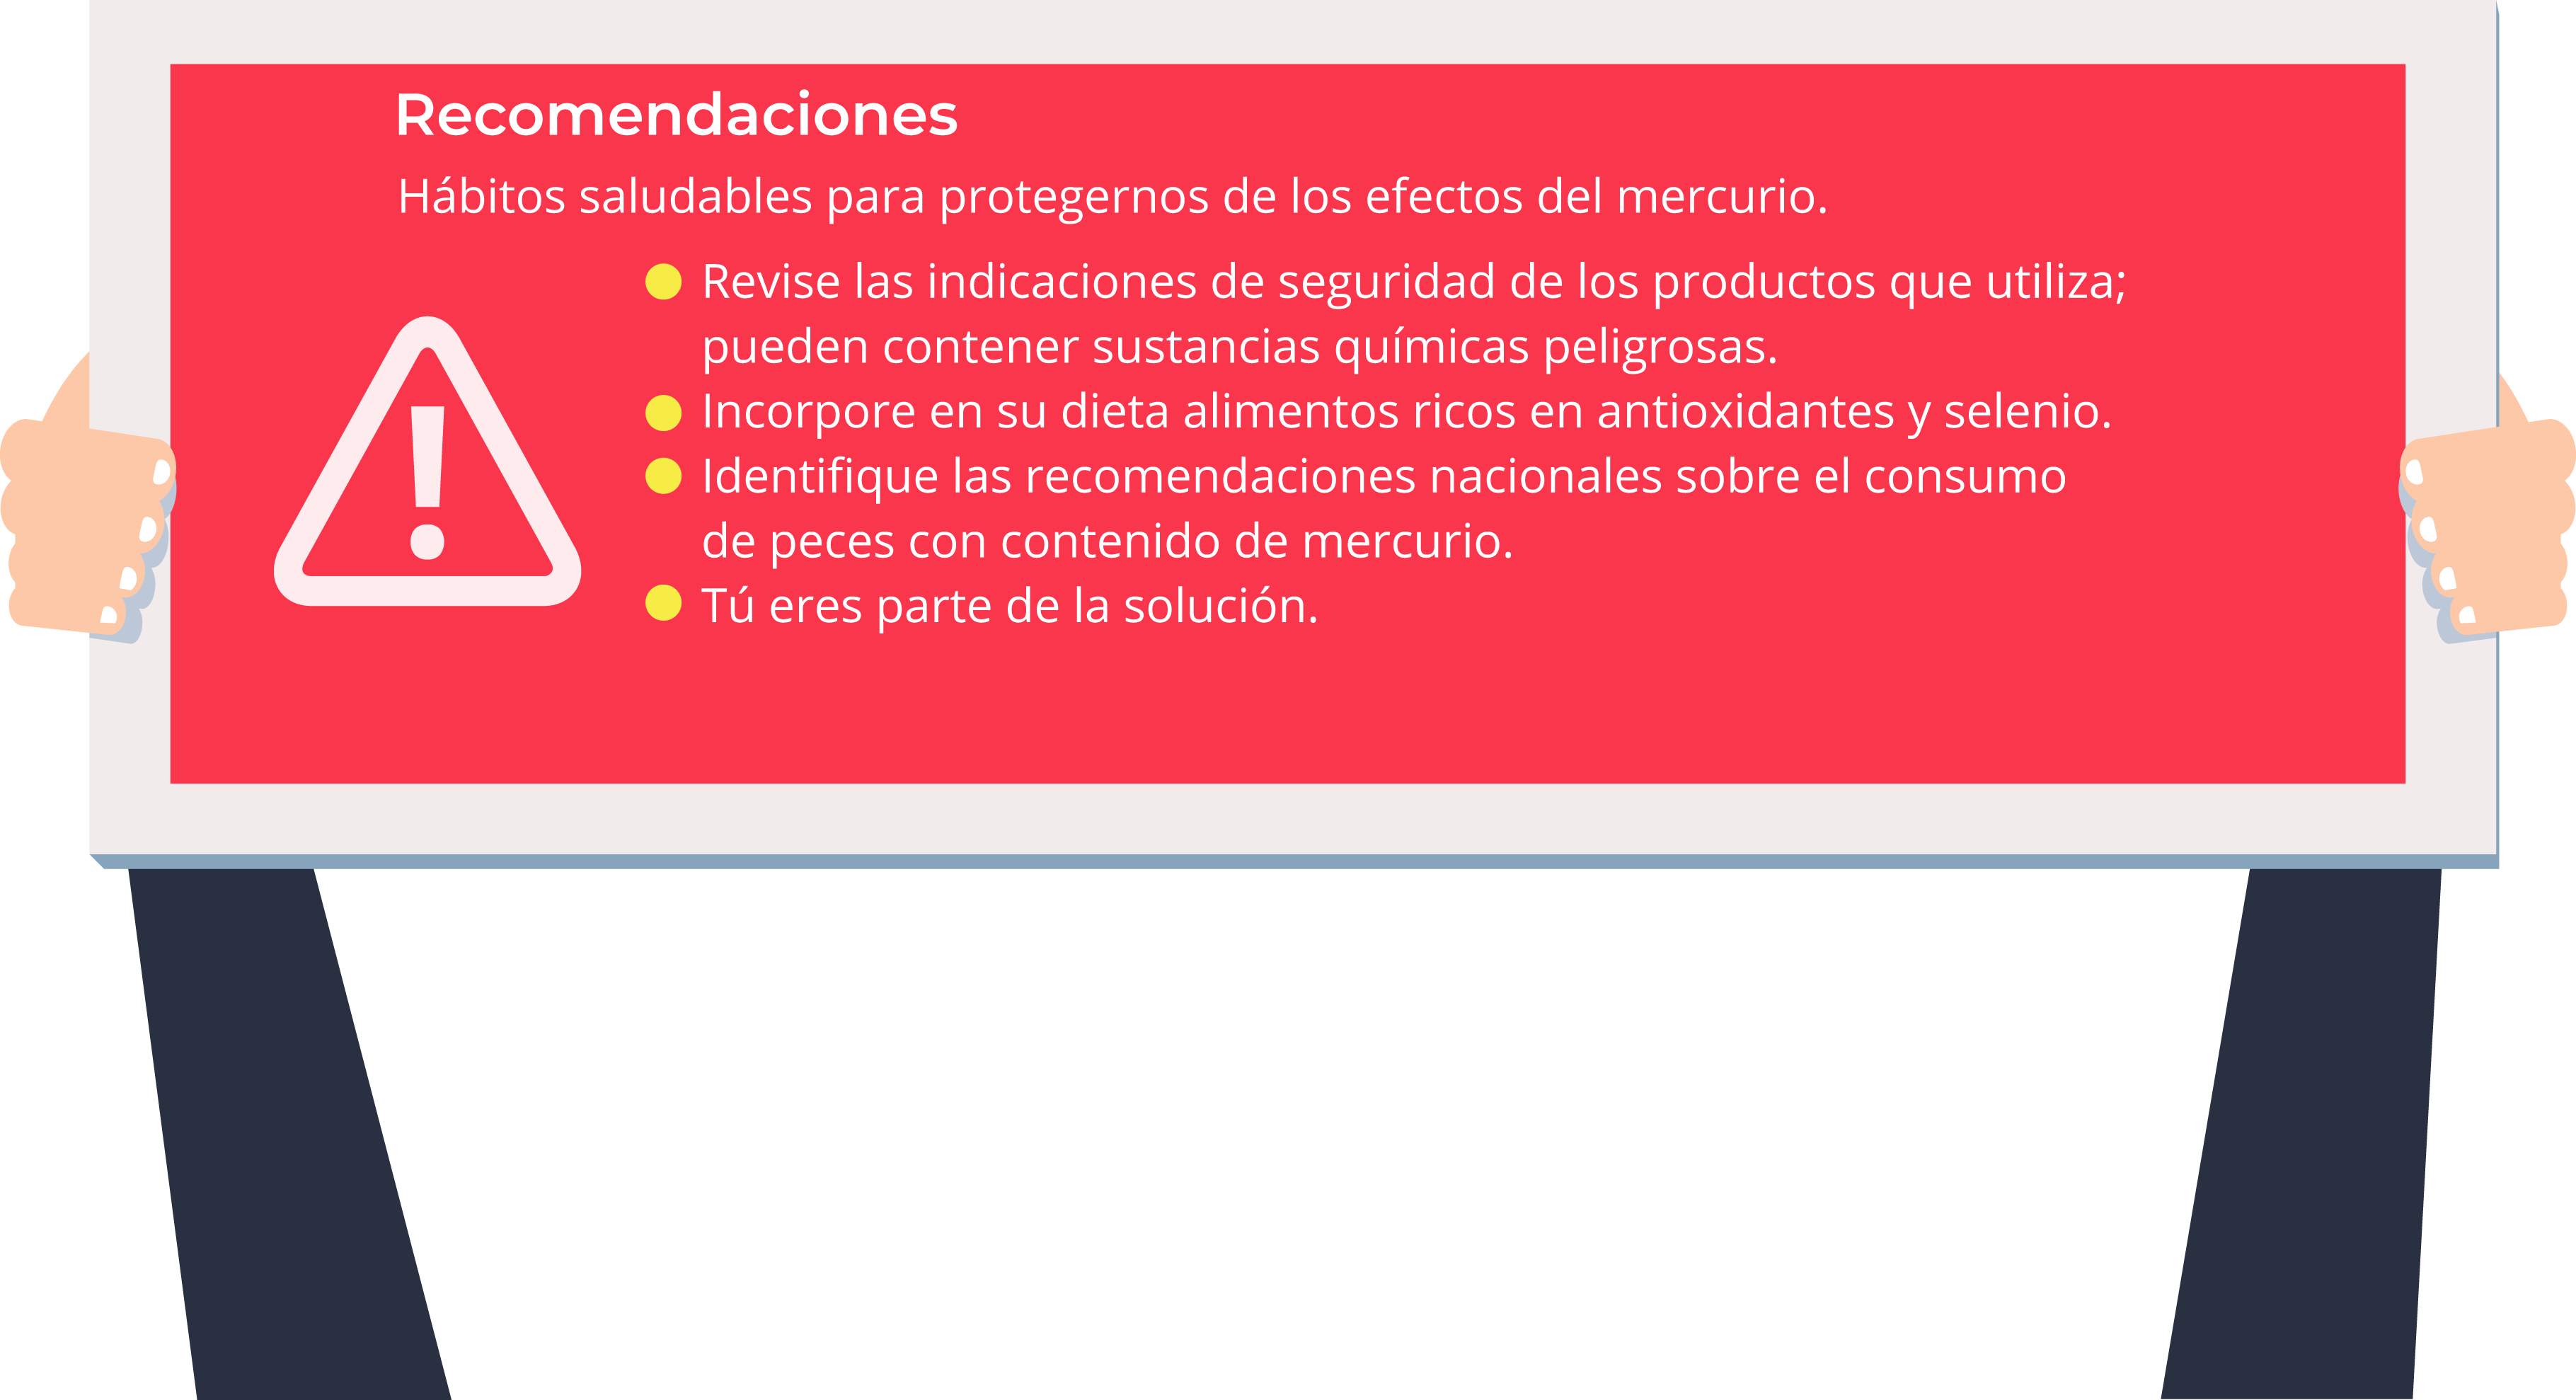 Recomendaciones
Hábitos saludables para protegernos de los efectos del mercurio.
Revise las indicaciones de seguridad de los productos que utiliza;
pueden contener sustancias químicas peligrosas.
Incorpore en su dieta alimentos ricos en antioxidantes y selenio.
Identifique las recomendaciones nacionales sobre el consumo
de peces con contenido de mercurio.
Tú eres parte de la solución.